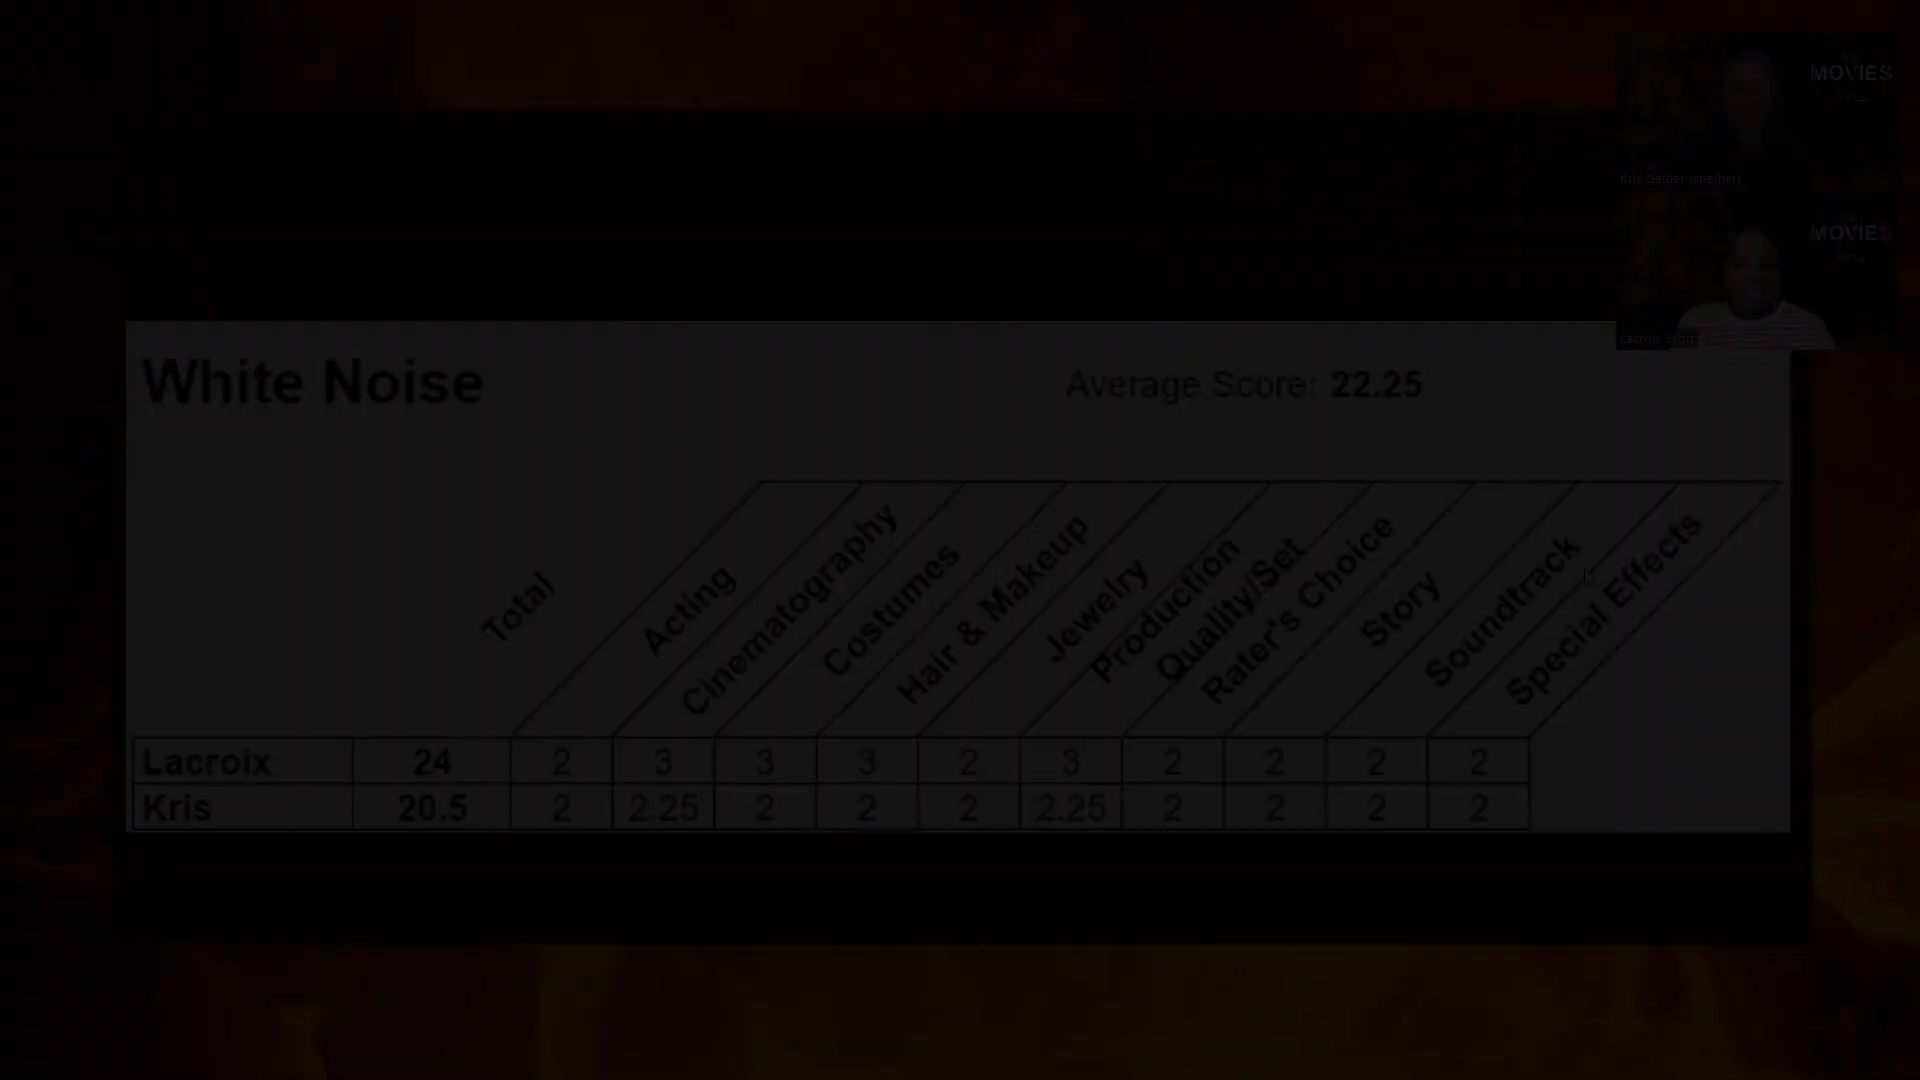 MOVIES
MOVIES
White Noise
Average Score: 22.25
Total
Acting
Cinematography
Costumes
Hair & Makeup
Jewelry
Production
Quality/Set
Rater's Choice
Story
Soundtrack
Special Effects
Lacroix 24 2 3 3 3 2 3 2 2 2 2
Kris 20.5 2 2.25 2 2 2 2.25 2 2 2 2